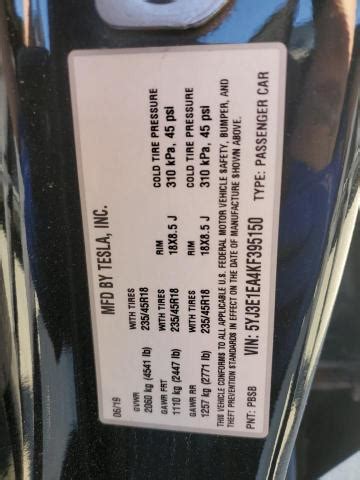 MFD BY TESLA, INC.
06/19
GVWR
2060 kg (4541 lb)
WITH TIRES
235/45R18
RIM
18X8.5 J
COLD TIRE PRESSURE
310 kPa, 45 psi
GAWR FRT
1110 kg (2447 lb)
WITH TIRES
235/45R18
RIM
18X8.5 J
COLD TIRE PRESSURE
310 kPa, 45 psi
GAWR RR
1257 kg (2771 lb)
THIS VEHICLE CONFORMS TO ALL APPLICABLE U.S. FEDERAL MOTOR VEHICLE SAFETY, BUMPER, AND
THEFT PREVENTION STANDARDS IN EFFECT ON THE DATE OF MANUFACTURE SHOWN ABOVE.
VIN: 5YJ3E1EA4KF395150
PNT: PBSB
TYPE: PASSENGER CAR